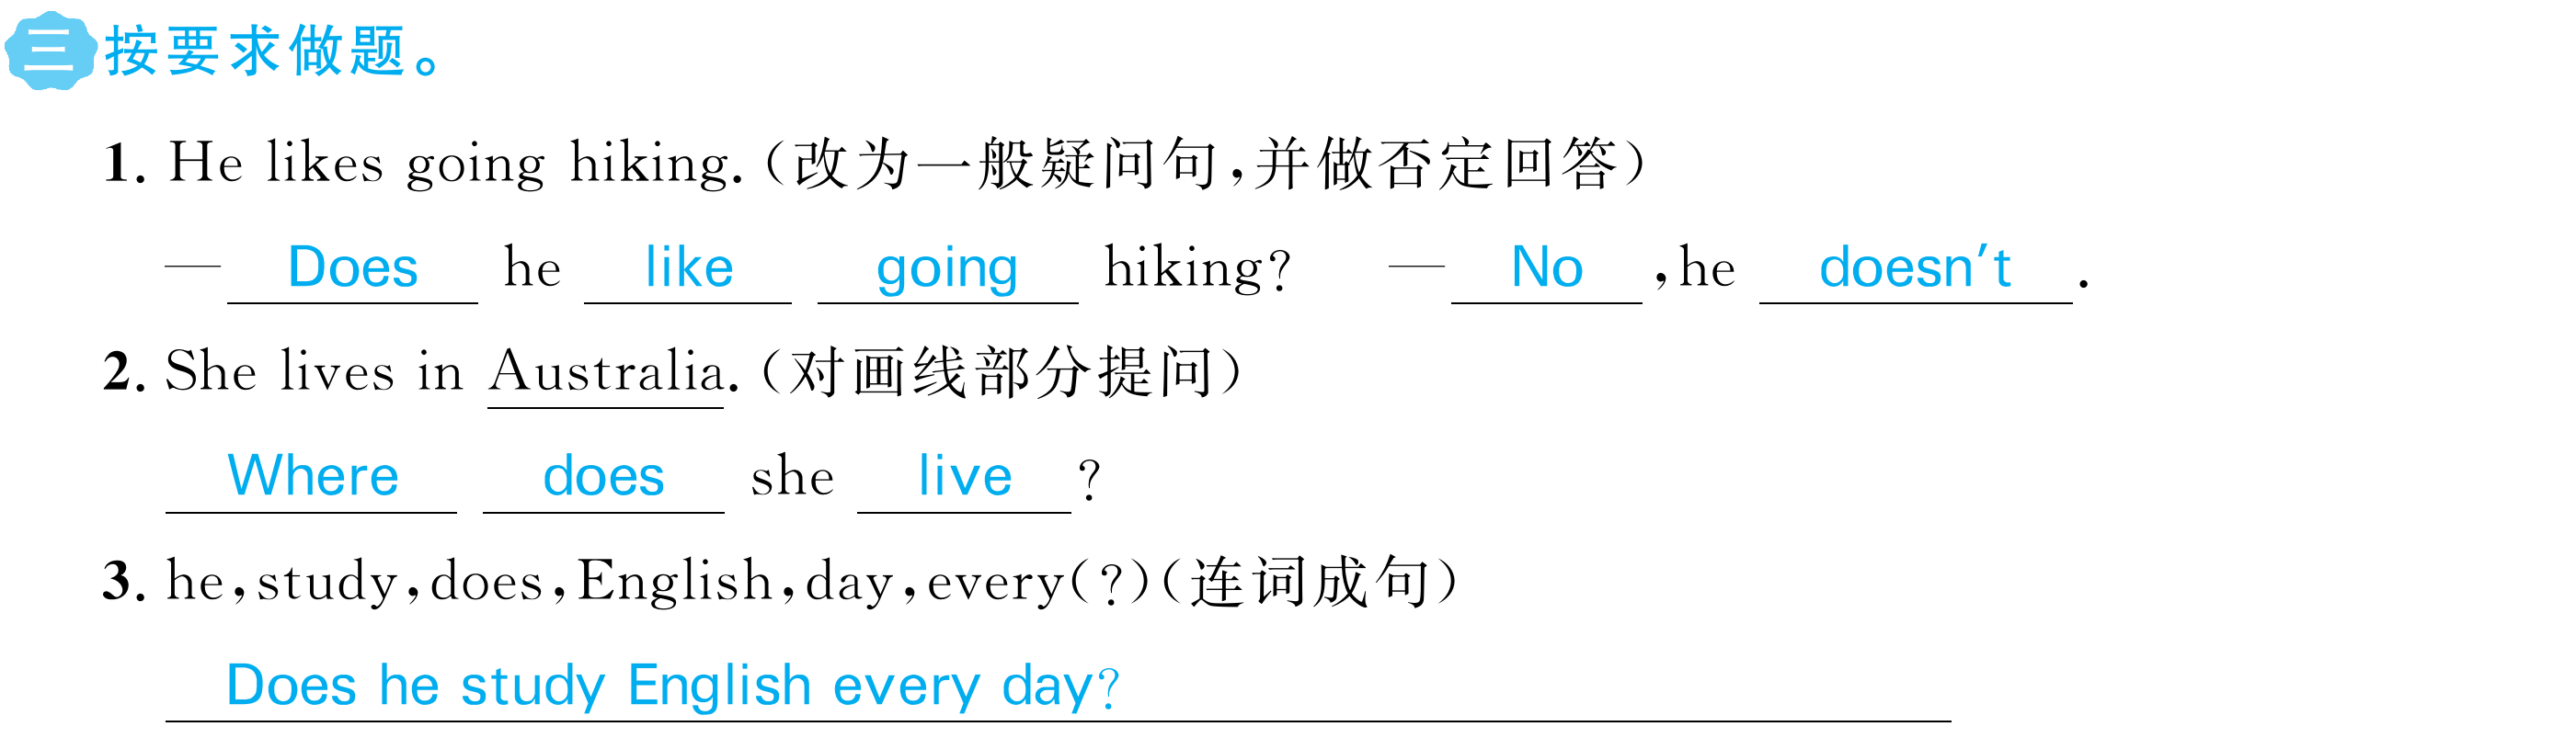 三 按要求做题。
1. He likes going hiking.(改为一般疑问句,并做否定回答)
— Does he like going hiking? — No ,he doesn't .
2. She lives in Australia.(对画线部分提问)
Where does she live ?
3. he,study,does,English,day,every(?)(连词成句)
Does he study English every day?